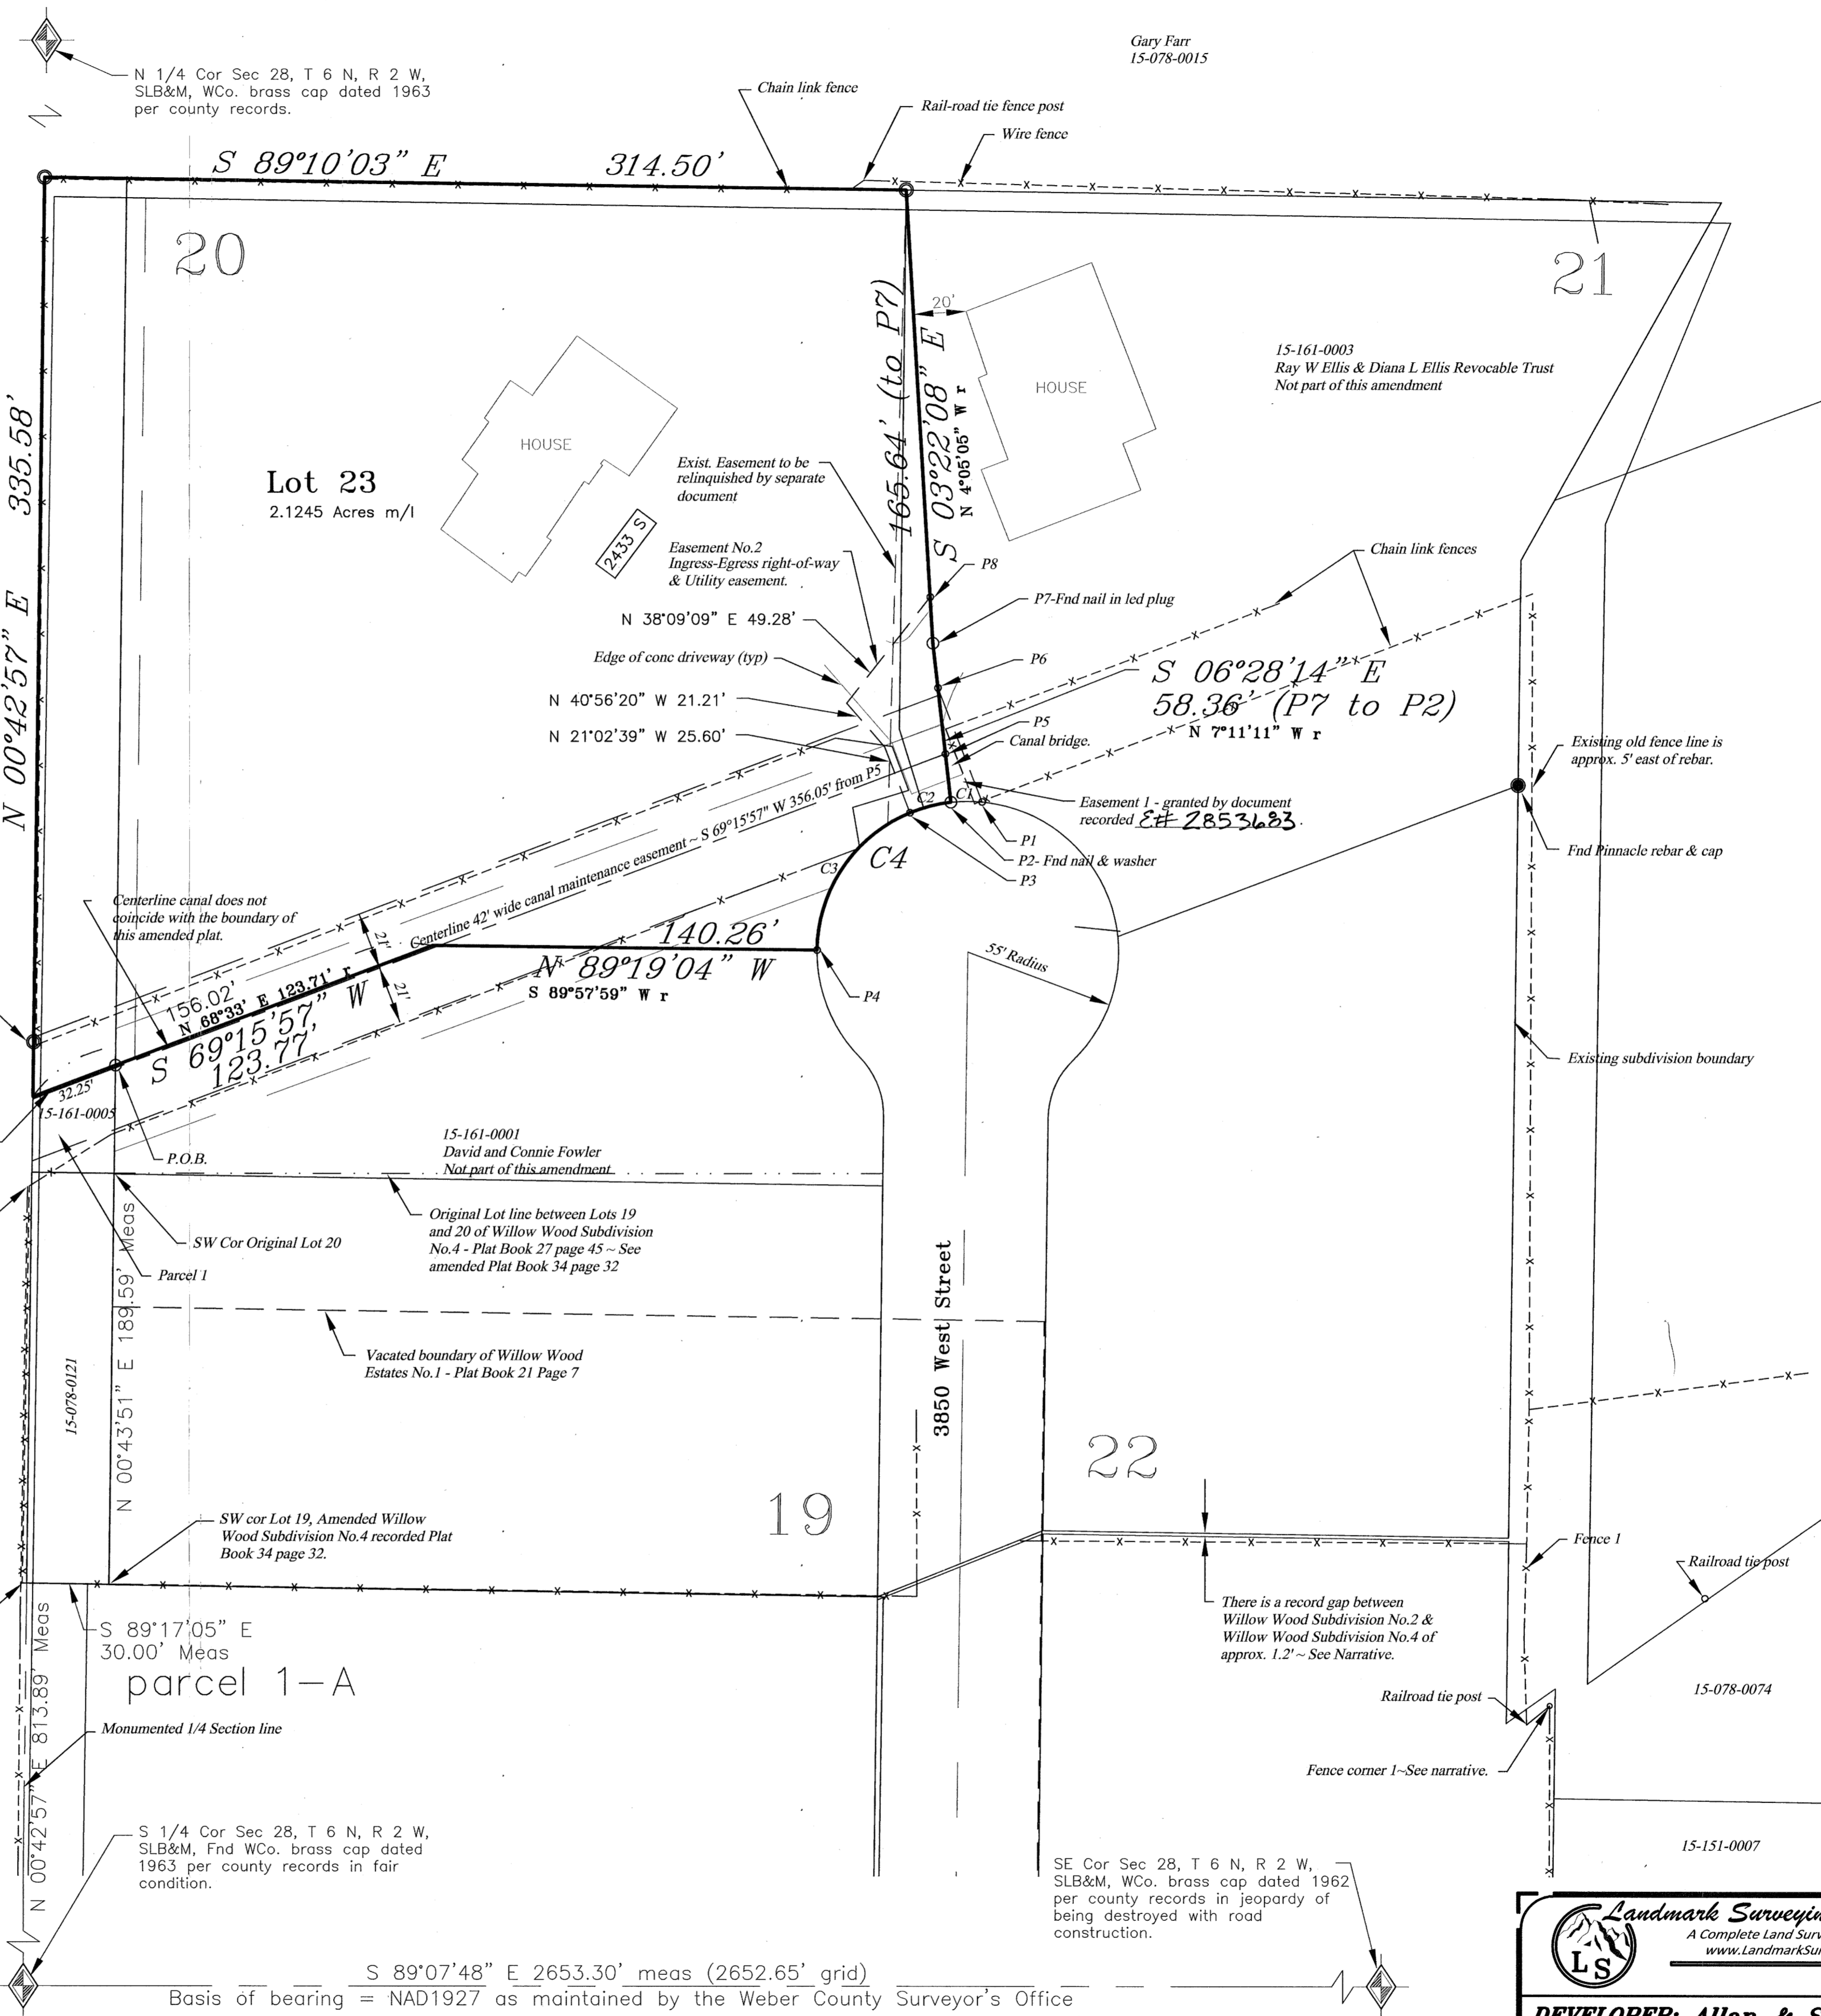 Gary Farr
15-078-0015
N 1/4 Cor Sec 28, T 6 N, R 2 W,
SLB&M, WCo. brass cap dated 1963
per county records.
Chain link fence
Rail-road tie fence post
Wire fence
S 89°10'03" E 314.50'
20
21
20'
HOUSE
HOUSE
15-161-0003
Ray W Ellis & Diana L Ellis Revocable Trust
Not part of this amendment
N 00°42'57" E 335.58'
165.64' (to P7)
S 03°22'08" E
N 4°05'05" W r
Lot 23
2.1245 Acres m/l
2433 S
Exist. Easement to be
relinquished by separate
document
Easement No.2
Ingress-Egress right-of-way
& Utility easement.
N 38°09'09" E 49.28'
Edge of conc driveway (typ)
N 40°56'20" W 21.21'
N 21°02'39" W 25.60'
P8
P7-Fnd nail in led plug
P6
Chain link fences
S 06°28'14" E
58.36' (P7 to P2)
N 7°11'11" W r
P5
Canal bridge.
Existing old fence line is
approx. 5' east of rebar.
Easement 1 - granted by document
recorded E# 2853683.
C1
C2
C3
C4
P1
P2- Fnd nail & washer
P3
Fnd Pinnacle rebar & cap
Centerline 42' wide canal maintenance easement ~ S 69°15'57" W 356.05' from P5
Centerline canal does not
coincide with the boundary of
this amended plat.
21'
21'
140.26'
N 89°19'04" W
S 89°57'59" W r
55' Radius
P4
156.02'
N 68°33' E 123.71' r
S 69°15'57" W
123.77'
32.25'
15-161-0005
P.O.B.
Existing subdivision boundary
15-161-0001
David and Connie Fowler
Not part of this amendment
Original Lot line between Lots 19
and 20 of Willow Wood Subdivision
No.4 - Plat Book 27 page 45 ~ See
amended Plat Book 34 page 32
SW Cor Original Lot 20
Parcel 1
N 00°43'51" E 189.59' Meas
15-078-0121
Vacated boundary of Willow Wood
Estates No.1 - Plat Book 21 Page 7
3850 West Street
22
19
SW cor Lot 19, Amended Willow
Wood Subdivision No.4 recorded Plat
Book 34 page 32.
Fence 1
Railroad tie post
There is a record gap between
Willow Wood Subdivision No.2 &
Willow Wood Subdivision No.4 of
approx. 1.2' ~ See Narrative.
S 89°17'05" E
30.00' Meas
parcel 1-A
Monumented 1/4 Section line
N 00°42'57" E 813.89' Meas
15-078-0074
Railroad tie post
Fence corner 1~See narrative.
15-151-0007
S 1/4 Cor Sec 28, T 6 N, R 2 W,
SLB&M, Fnd WCo. brass cap dated
1963 per county records in fair
condition.
SE Cor Sec 28, T 6 N, R 2 W,
SLB&M, WCo. brass cap dated 1962
per county records in jeopardy of
being destroyed with road
construction.
S 89°07'48" E 2653.30' meas (2652.65' grid)
Basis of bearing = NAD1927 as maintained by the Weber County Surveyor's Office
LS
Landmark Surveyin
A Complete Land Surv
www.LandmarkSur
DEVELOPER: Allen & S